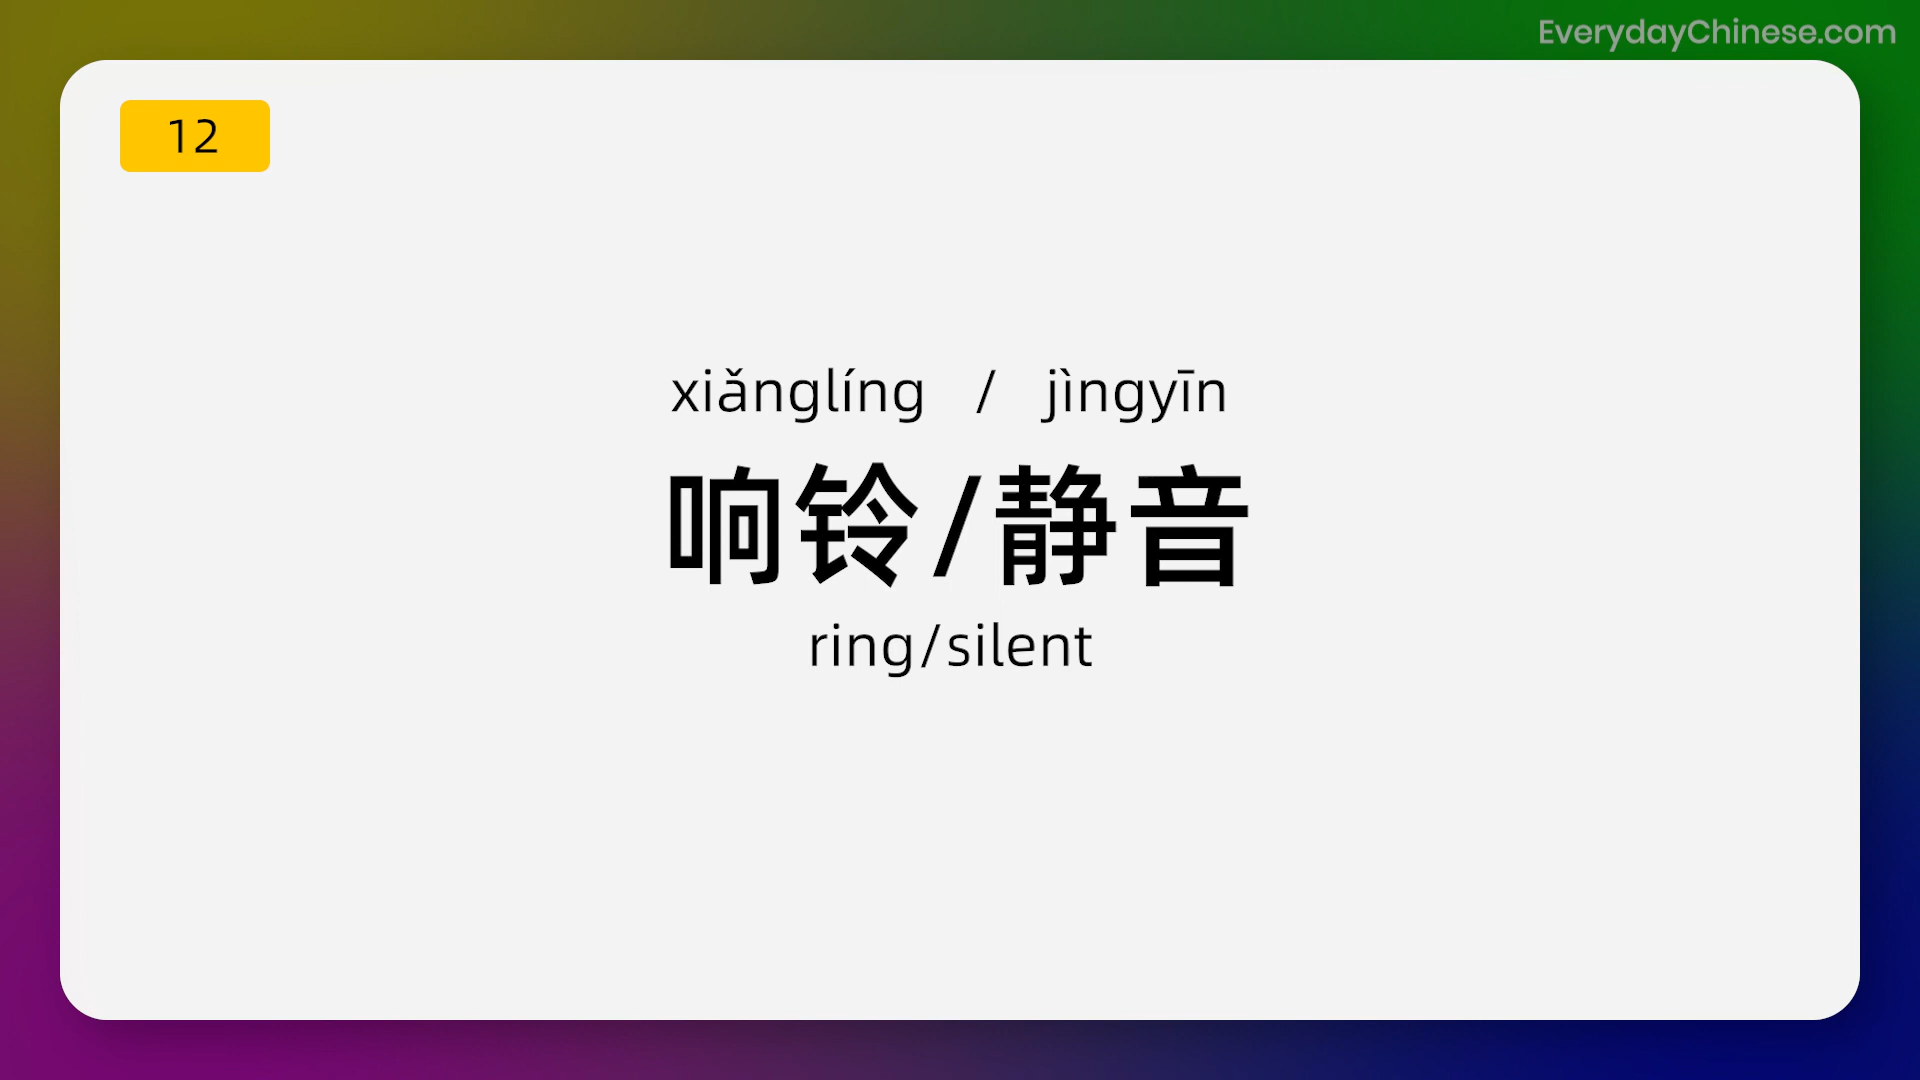 EverydayChinese.com
12
xiǎnglíng / jìngyīn
响铃/静音
ring/silent